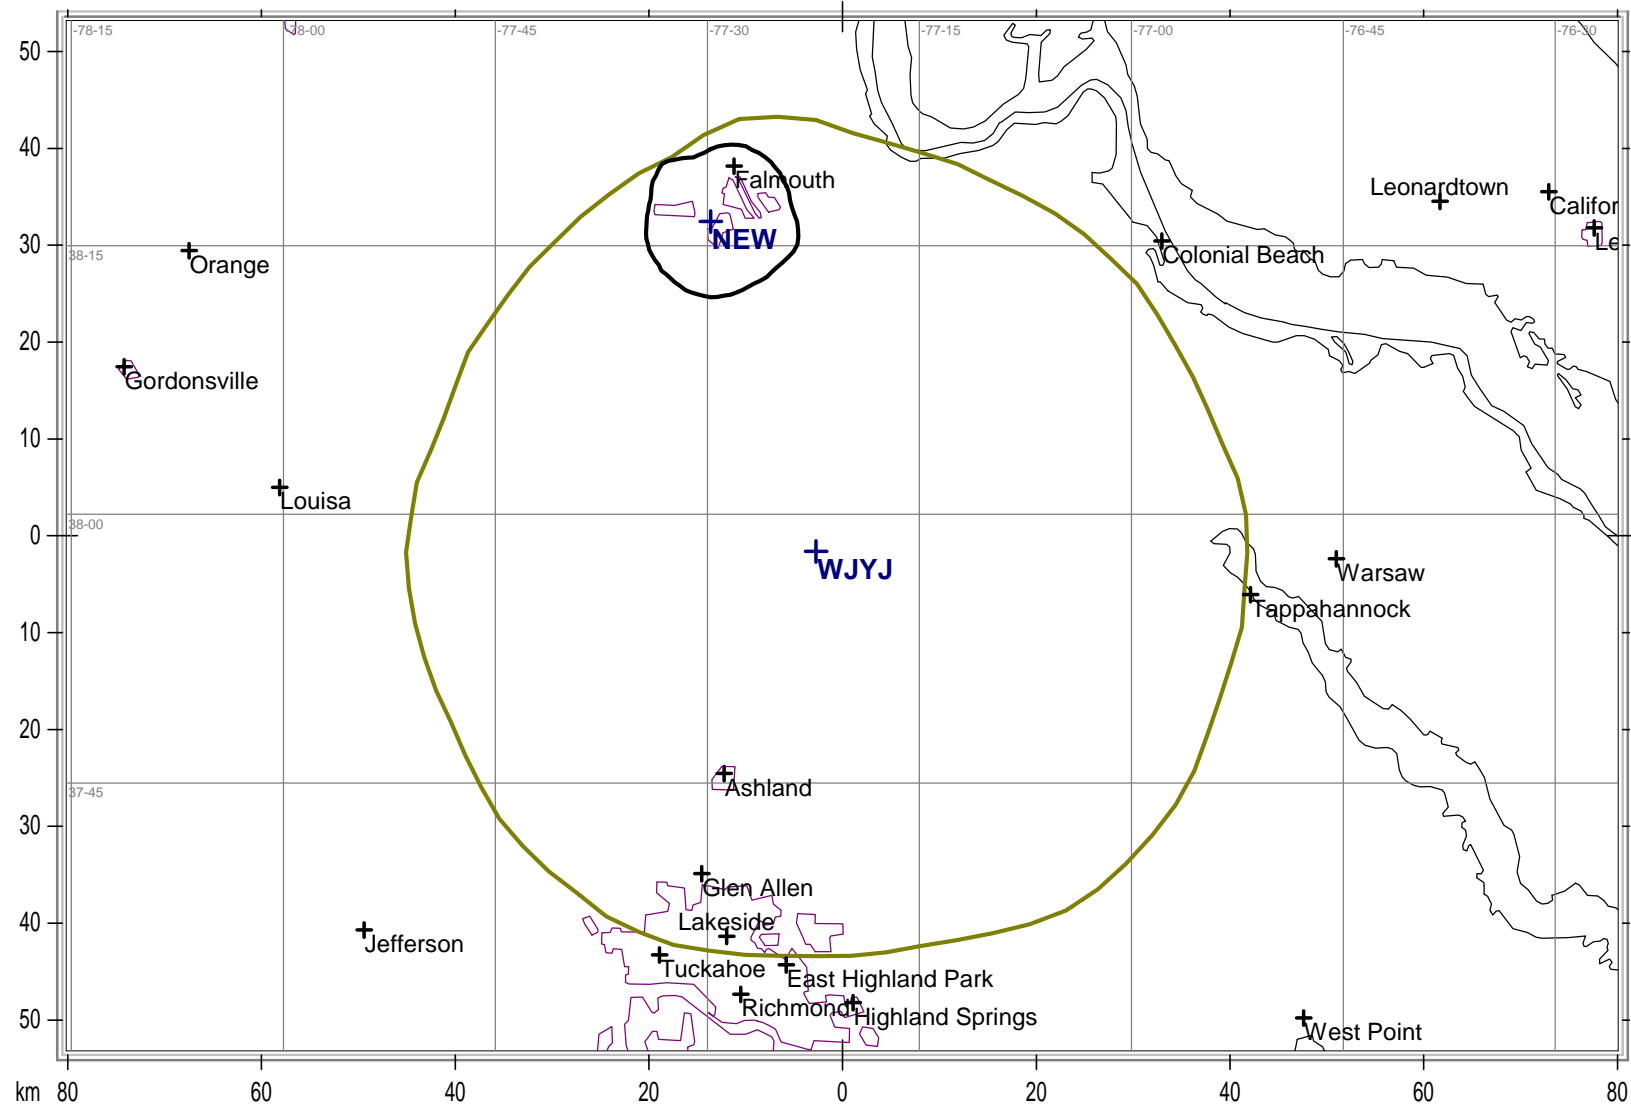 -78-15
-78-00
-77-45
-77-30
-77-15
-77-00
-76-45
-76-30
50
40
Falmouth
Leonardtown
Califor
30
NEW
Le
38-15
Orange
Colonial Beach
20
Gordonsville
10
Louisa
38-00
0
WJYJ
Warsaw
Tappahannock
10
20
37-45
Ashland
30
Glen Allen
40
Lakeside
Jefferson
Tuckahoe
East Highland Park
50
Richmond
Highland Springs
West Point
km
80
60
40
20
0
20
40
60
80